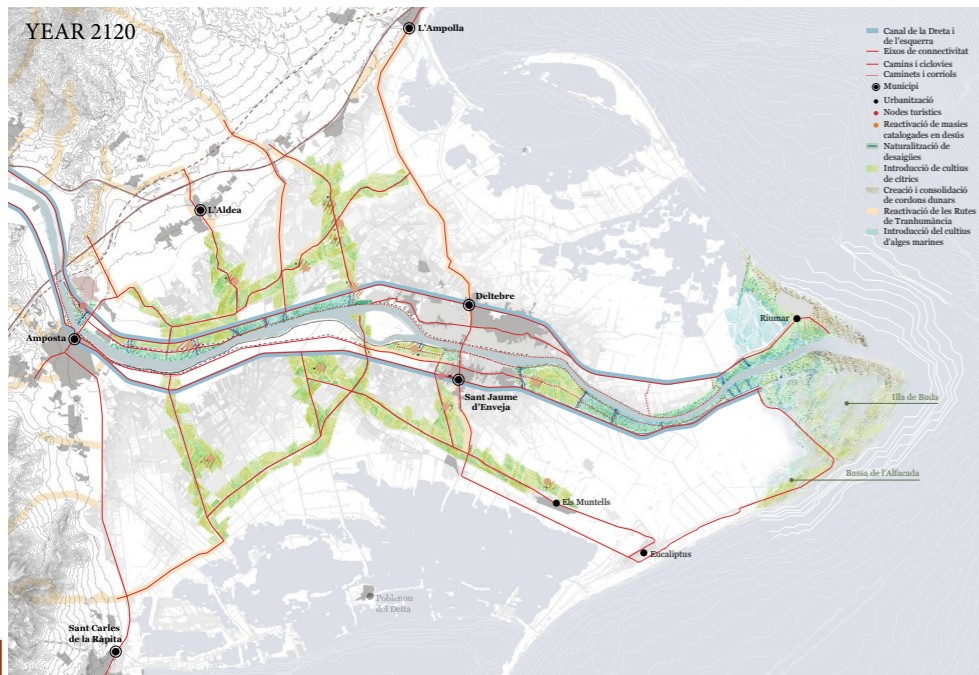 YEAR 2120
L'Ampolla
Canal de la Dreta i
de l'esquerra
Eixos de connectivitat
Camins i ciclovies
Caminets i corriols
Municipi
Urbanització
Nodes turístics
Reactivació de masies
catalogades en desús
Naturalització de
desaigües
Introducció de cultius
de cítrics
Creació i consolidació
de cordons dunars
Reactivació de les Rutes
de Tranhumància
Introducció del cultius
d'alges marines
L'Aldea
Deltebre
Riumar
Amposta
Sant Jaume
d'Enveja
Illa de Buda
Bassa de l'Alfacada
Els Muntells
Eucaliptus
Poblenou
del Delta
Sant Carles
de la Ràpita